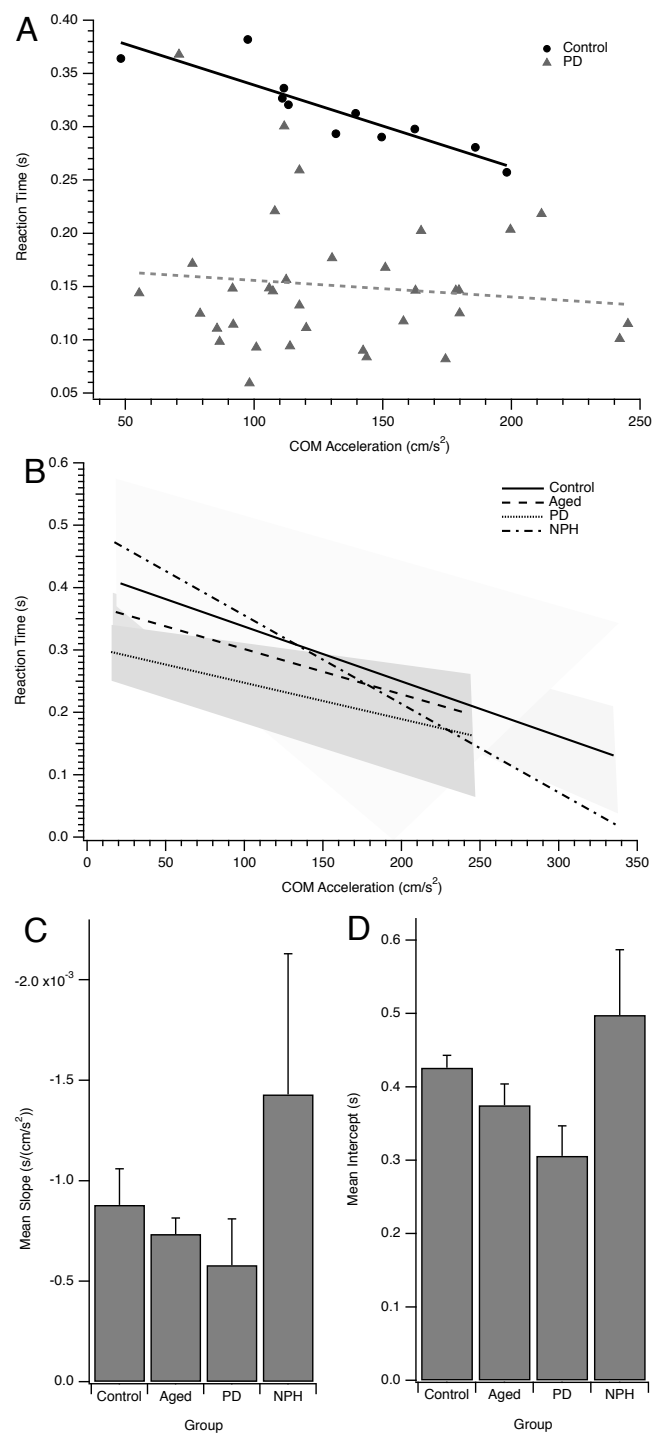 A
0.40
0.35
0.30
0.25
0.20
0.15
0.10
0.05
Reaction Time (s)
Control
PD
50
100
150
200
250
COM Acceleration (cm/s²)
B
0.6
0.5
0.4
0.3
0.2
0.1
0.0
Reaction Time (s)
Control
Aged
PD
NPH
0
50
100
150
200
250
300
350
COM Acceleration (cm/s²)
C
-2.0 x10⁻³
-1.5
-1.0
-0.5
0.0
Mean Slope (s/(cm/s²))
Control
Aged
PD
NPH
Group
D
0.6
0.5
0.4
0.3
0.2
0.1
0.0
Mean Intercept (s)
Control
Aged
PD
NPH
Group